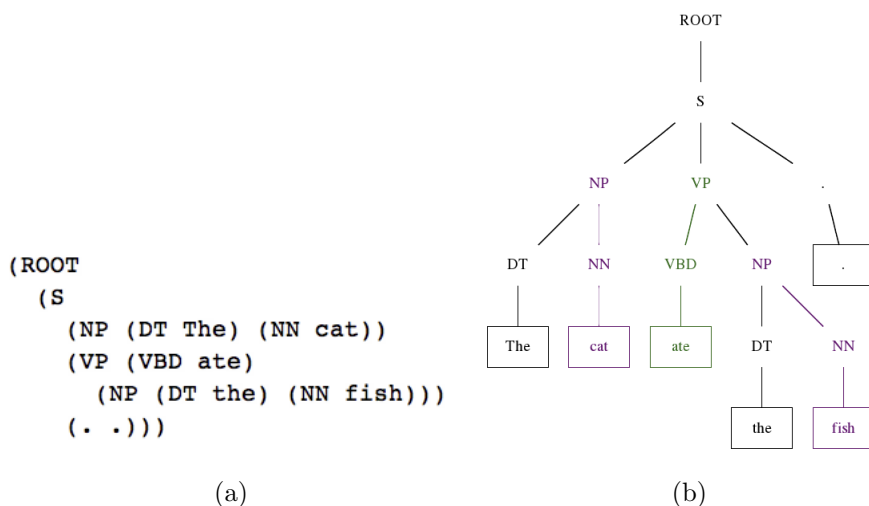 (ROOT
(S
(NP (DT The) (NN cat))
(VP (VBD ate)
(NP (DT the) (NN fish)))
(. .)))
(a)
ROOT
S
NP VP .
DT NN VBD NP .
The cat ate DT NN
the fish
(b)